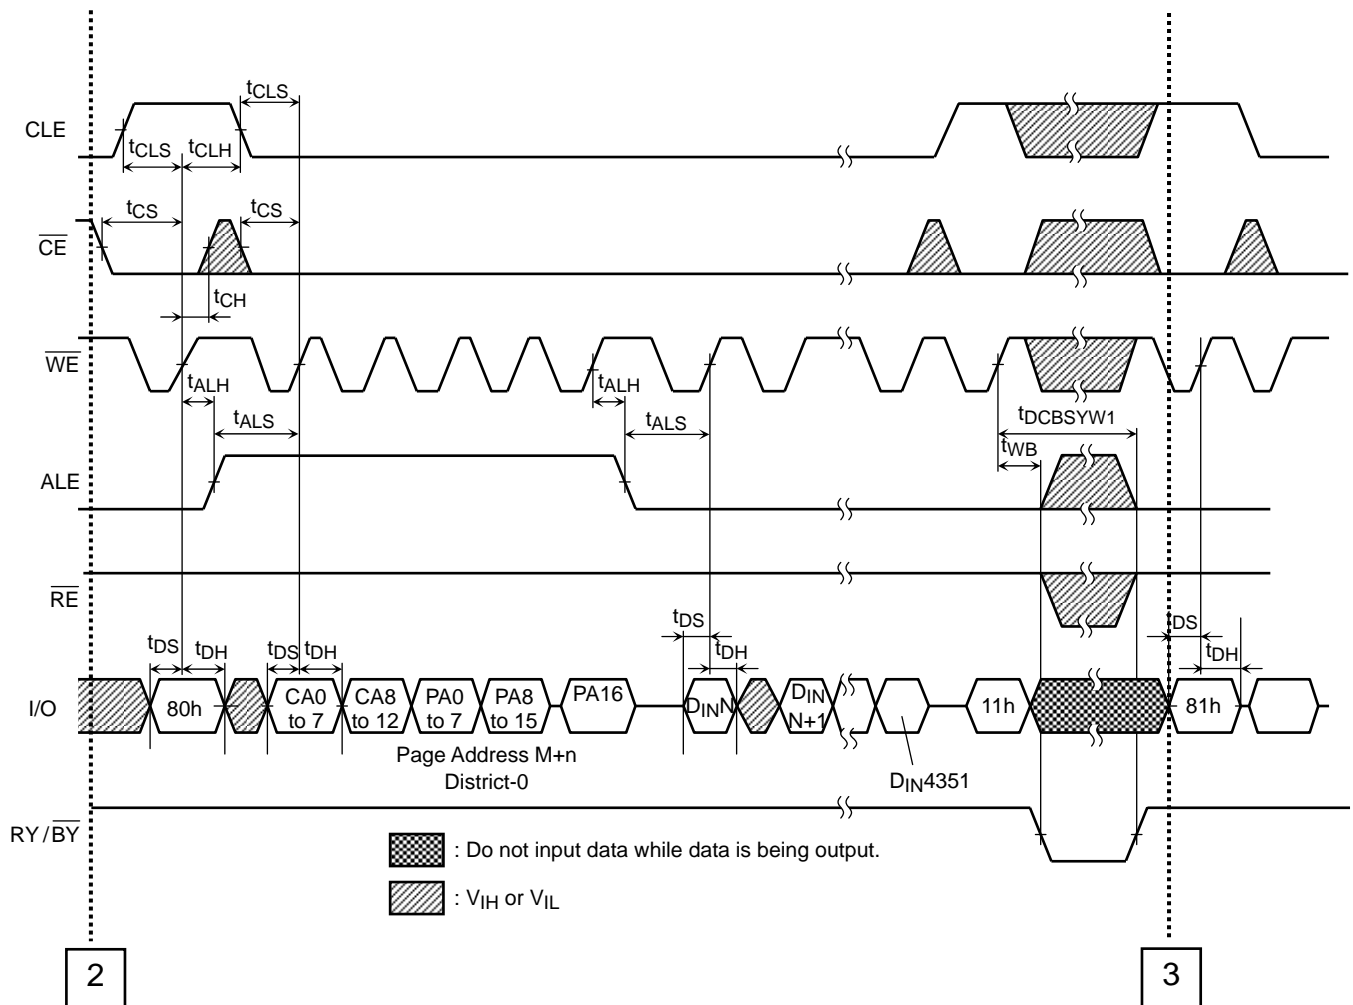 tCLS
CLE
tCLS tCLH
tCS tCS
CE
tCH
WE
tALH tALH
tALS tALS tDCBSYW1
tWB
ALE
RE
tDS tDH tDS tDH tDS tDH DS tDH
I/O 80h CA0 to 7 CA8 to 12 PA0 to 7 PA8 to 15 PA16 DINN DIN N+1 11h 81h
Page Address M+n
District-0
DIN4351
RY/BY
: Do not input data while data is being output.
: VIH or VIL
2 3